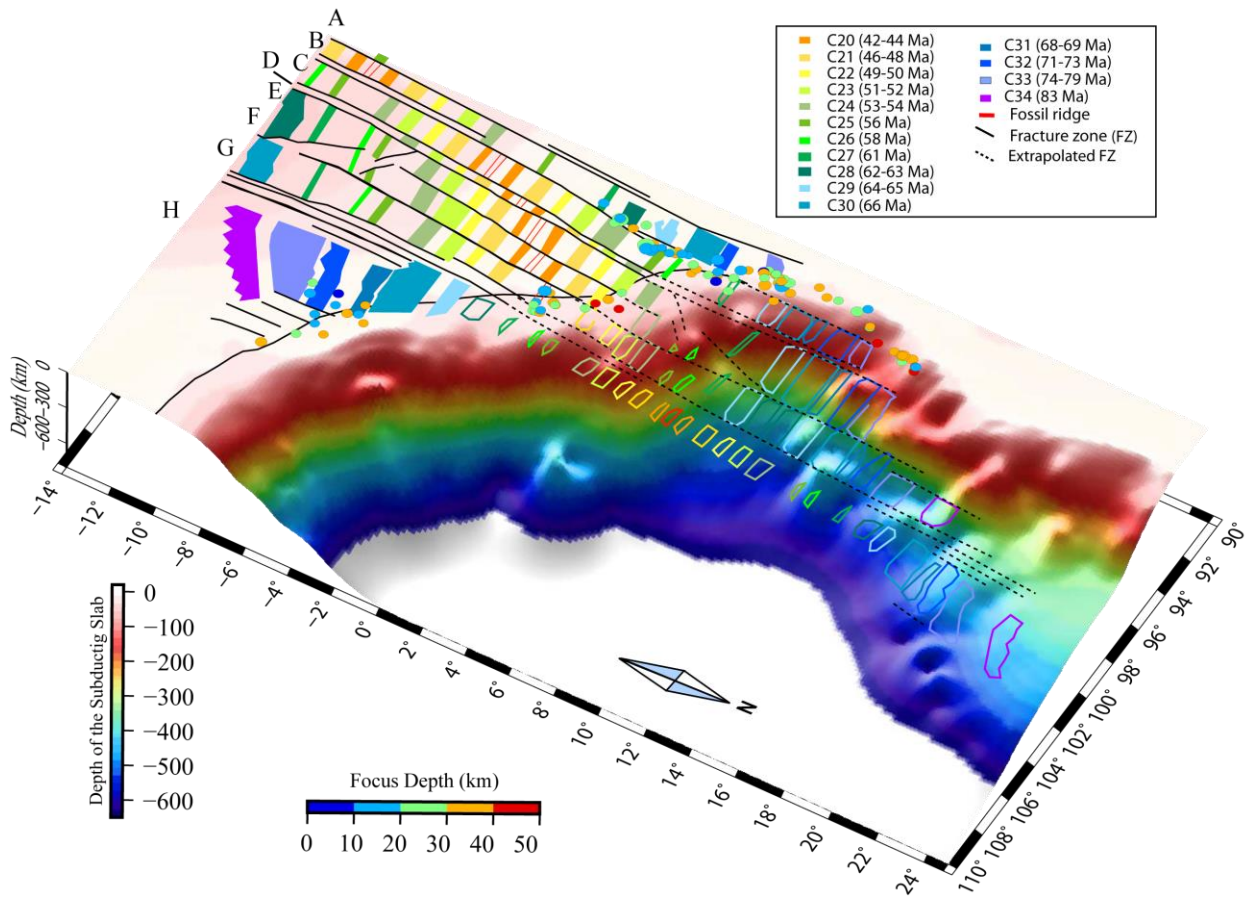 A
B
C
D
E
F
G
H
C20 (42-44 Ma)
C21 (46-48 Ma)
C22 (49-50 Ma)
C23 (51-52 Ma)
C24 (53-54 Ma)
C25 (56 Ma)
C26 (58 Ma)
C27 (61 Ma)
C28 (62-63 Ma)
C29 (64-65 Ma)
C30 (66 Ma)
C31 (68-69 Ma)
C32 (71-73 Ma)
C33 (74-79 Ma)
C34 (83 Ma)
Fossil ridge
Fracture zone (FZ)
Extrapolated FZ
Depth (km)
0
−300
−600
−14°
−12°
−10°
−8°
−6°
−4°
−2°
0°
2°
4°
6°
8°
10°
12°
14°
16°
18°
20°
22°
24°
90°
92°
94°
96°
98°
100°
102°
104°
106°
108°
110°
N
Depth of the Subductig Slab
0
−100
−200
−300
−400
−500
−600
Focus Depth (km)
0 10 20 30 40 50